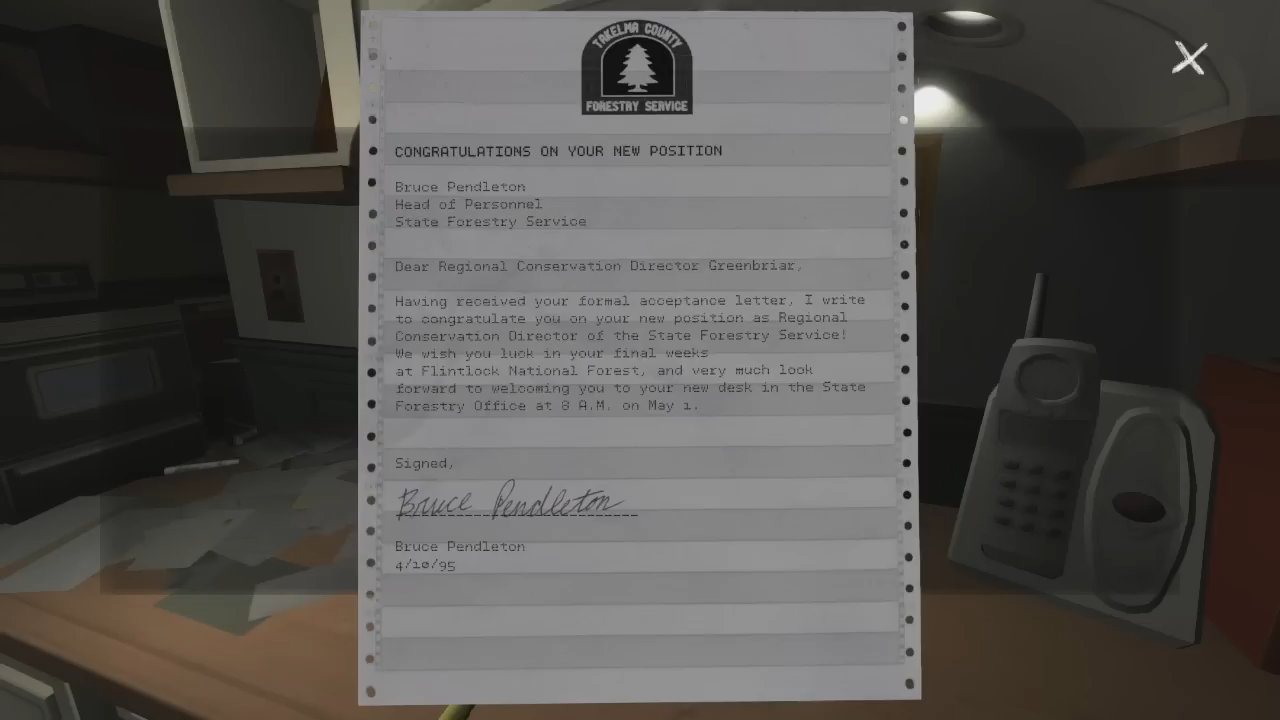 TAKELMA COUNTY
FORESTRY SERVICE
CONGRATULATIONS ON YOUR NEW POSITION
Bruce Pendleton
Head of Personnel
State Forestry Service
Dear Regional Conservation Director Greenbriar,
Having received your formal acceptance letter, I write
to congratulate you on your new position as Regional
Conservation Director of the State Forestry Service!
We wish you luck in your final weeks
at Flintlock National Forest, and very much look
forward to welcoming you to your new desk in the State
Forestry Office at 8 A.M. on May 1.
Signed,
Bruce Pendleton
Bruce Pendleton
4/10/95